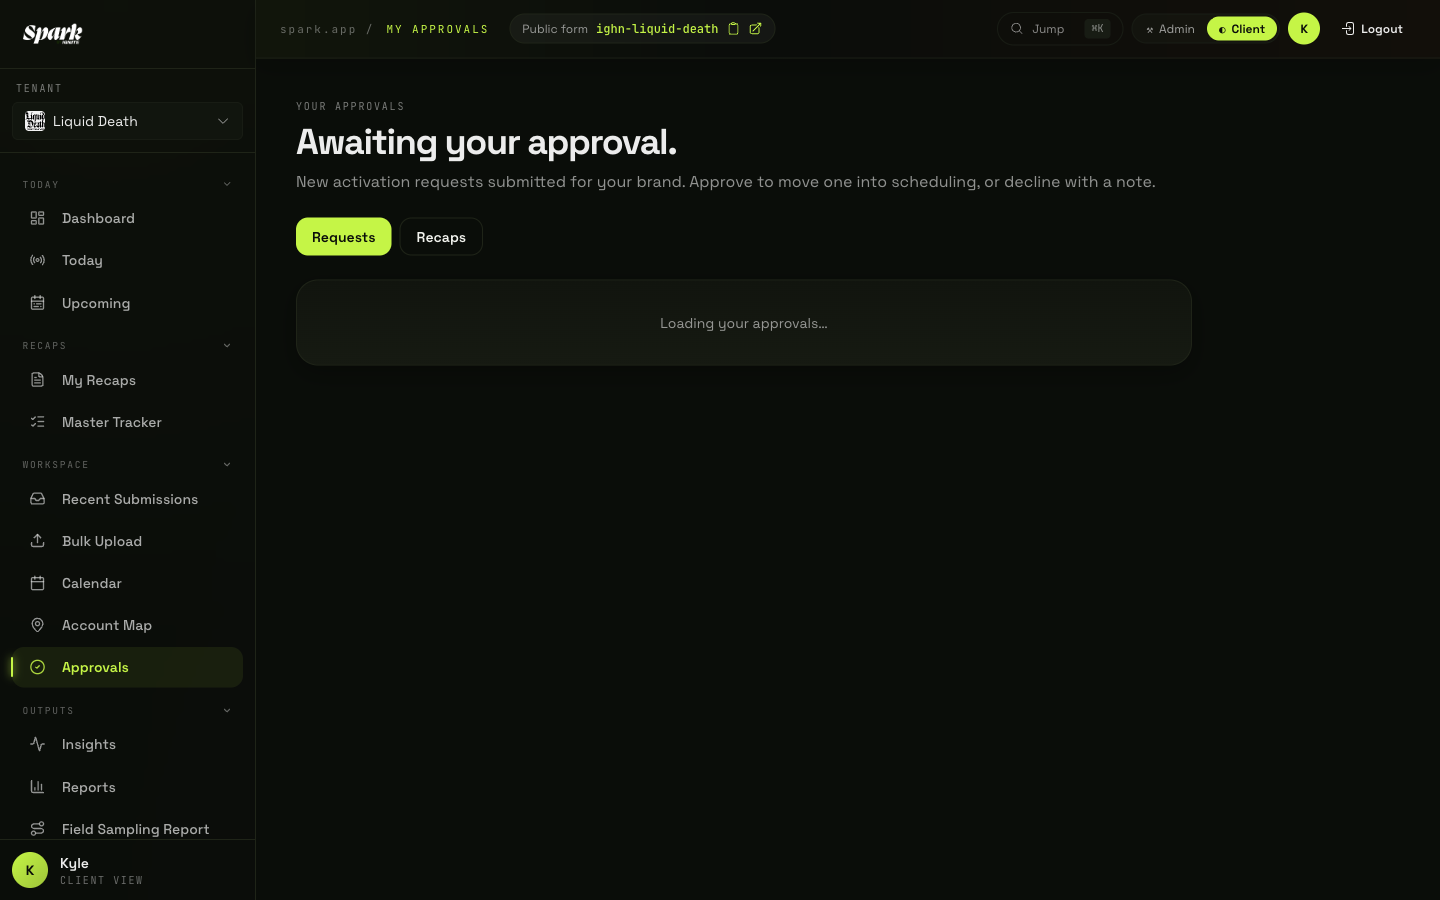 Spark
IGNITE
TENANT
Liquid Death
TODAY
Dashboard
Today
Upcoming
RECAPS
My Recaps
Master Tracker
WORKSPACE
Recent Submissions
Bulk Upload
Calendar
Account Map
Approvals
OUTPUTS
Insights
Reports
Field Sampling Report
K
Kyle
CLIENT VIEW
spark.app / MY APPROVALS
Public form ighn-liquid-death
Jump ⌘K
Admin
Client
K
Logout
YOUR APPROVALS
Awaiting your approval.
New activation requests submitted for your brand. Approve to move one into scheduling, or decline with a note.
Requests
Recaps
Loading your approvals…